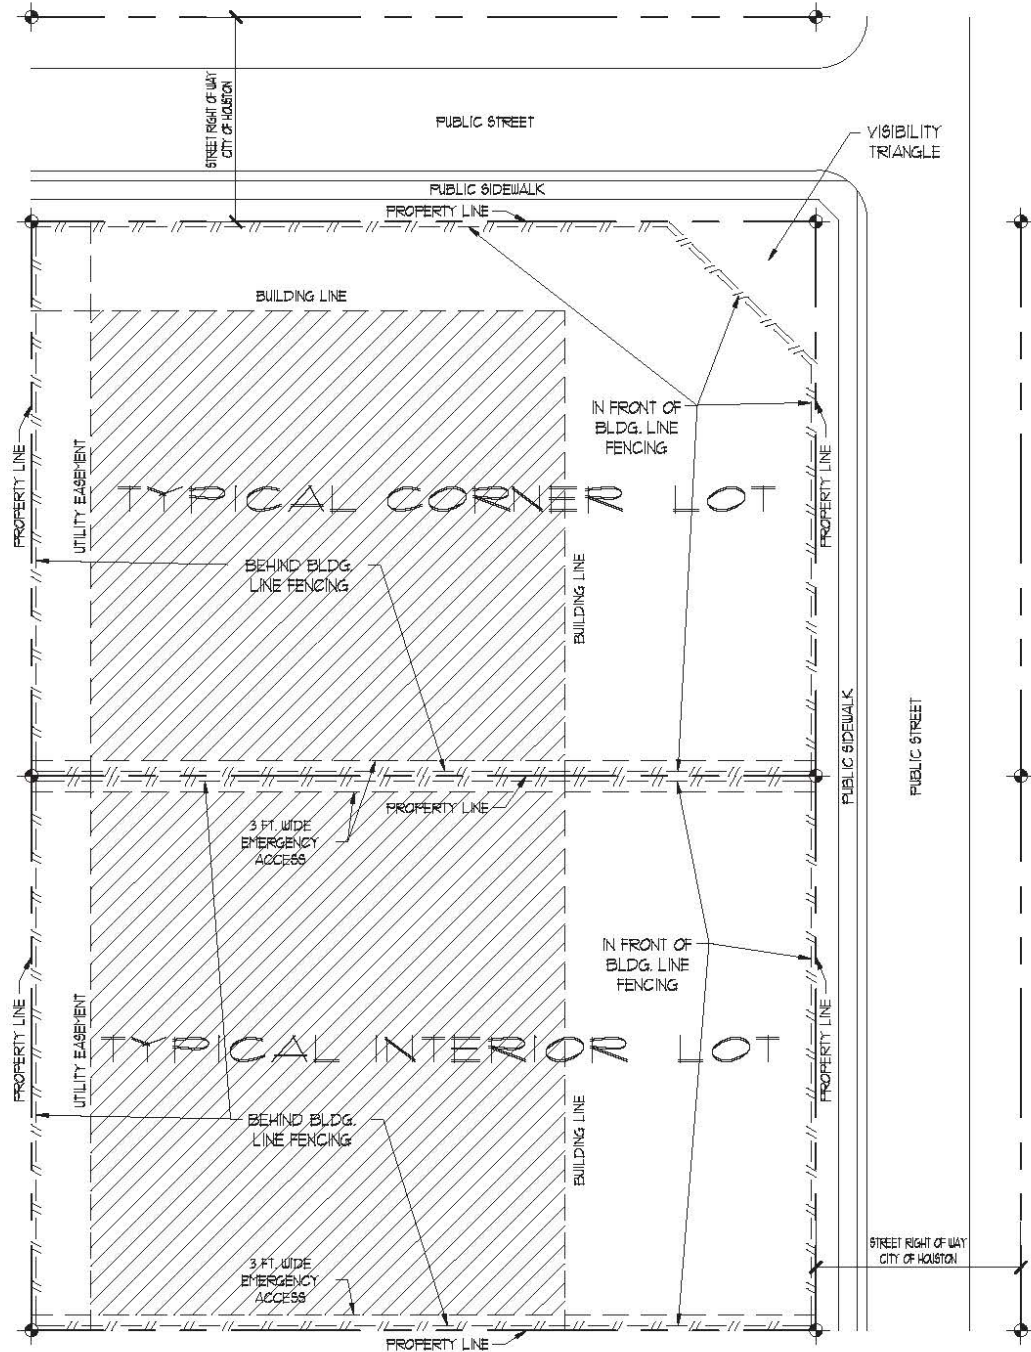 STREET RIGHT OF WAY
CITY OF HOUSTON
PUBLIC STREET
VISIBILITY
TRIANGLE
PUBLIC SIDEWALK
PROPERTY LINE
BUILDING LINE
IN FRONT OF
BLDG. LINE
FENCING
PROPERTY LINE
UTILITY EASEMENT
TYPICAL CORNER LOT
PROPERTY LINE
BEHIND BLDG.
LINE FENCING
BUILDING LINE
PUBLIC SIDEWALK
PUBLIC STREET
PROPERTY LINE
3 FT. WIDE
EMERGENCY
ACCESS
IN FRONT OF
BLDG. LINE
FENCING
PROPERTY LINE
UTILITY EASEMENT
TYPICAL INTERIOR LOT
PROPERTY LINE
BEHIND BLDG.
LINE FENCING
BUILDING LINE
STREET RIGHT OF WAY
CITY OF HOUSTON
3 FT. WIDE
EMERGENCY
ACCESS
PROPERTY LINE